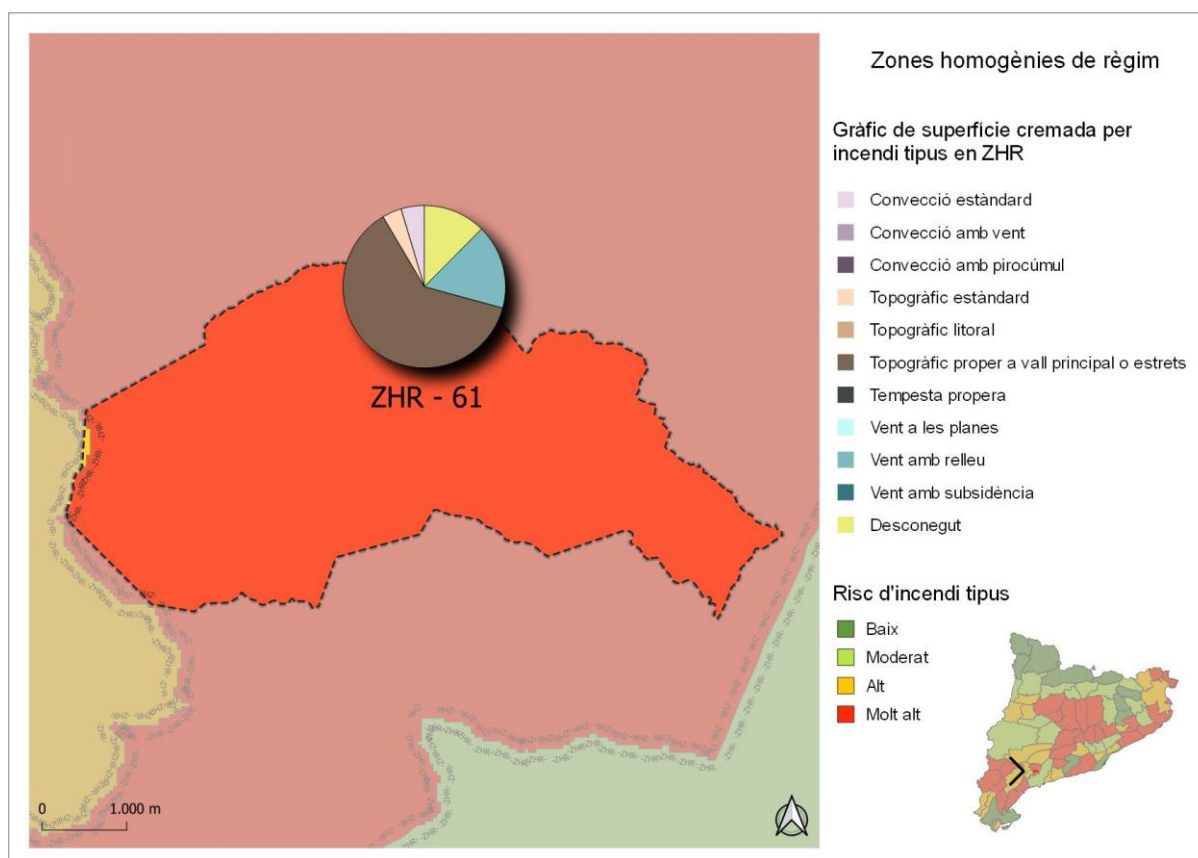 Zones homogènies de règim
Gràfic de superfície cremada per
incendi tipus en ZHR
Convecció estàndard
Convecció amb vent
Convecció amb pirocúmul
Topogràfic estàndard
Topogràfic litoral
Topogràfic proper a vall principal o estrets
Tempesta propera
Vent a les planes
Vent amb relleu
Vent amb subsidència
Desconegut
Risc d'incendi tipus
Baix
Moderat
Alt
Molt alt
ZHR - 61
0 1.000 m